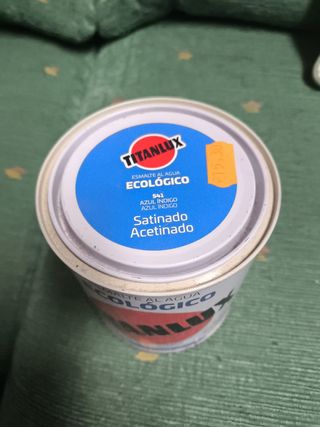 TITANLUX
ESMALTE AL AGUA
ECOLÓGICO
541
AZUL ÍNDIGO
AZUL INDIGO
Satinado
Acetinado
ESMALTE AL AGUA
ECOLÓGICO
TITANLUX